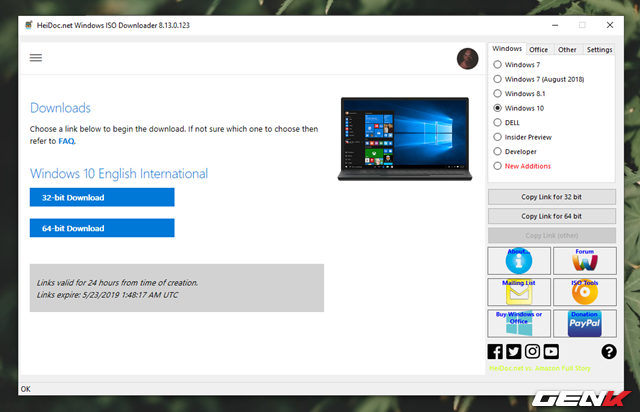 HeiDoc.net Windows ISO Downloader 8.13.0.123
Downloads
Choose a link below to begin the download. If not sure which one to choose then
refer to FAQ.
Windows 10 English International
32-bit Download
64-bit Download
Links valid for 24 hours from time of creation.
Links expire: 5/23/2019 1:48:17 AM UTC
Windows Office Other Settings
Windows 7
Windows 7 (August 2018)
Windows 8.1
Windows 10
DELL
Insider Preview
Developer
New Additions
Copy Link for 32 bit
Copy Link for 64 bit
Copy Link (other)
About... Forum
Mailing List ISO Tools
Buy Windows or
Office
Donation
PayPal
HeiDoc.net vs. Amazon Full Story
OK
GENK